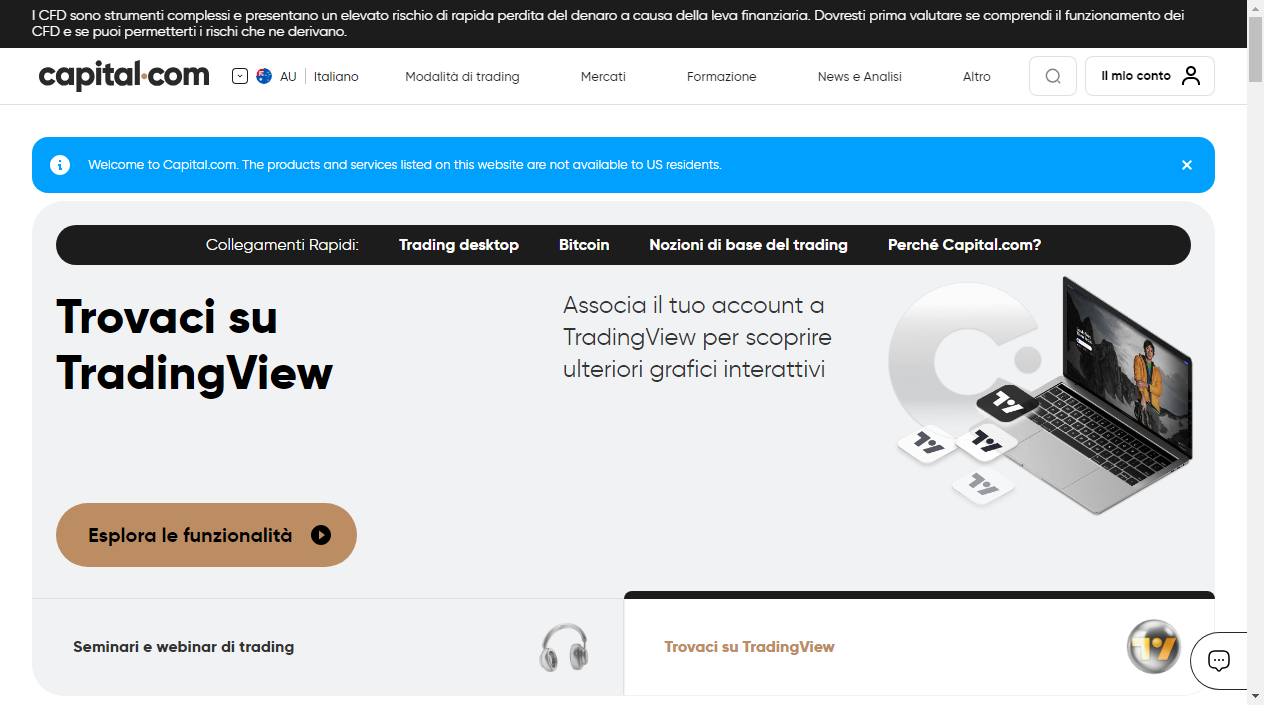 I CFD sono strumenti complessi e presentano un elevato rischio di rapida perdita del denaro a causa della leva finanziaria. Dovresti prima valutare se comprendi il funzionamento dei
CFD e se puoi permetterti i rischi che ne derivano.
capital.com
AU
Italiano
Modalità di trading
Mercati
Formazione
News e Analisi
Altro
Il mio conto
Welcome to Capital.com. The products and services listed on this website are not available to US residents.
Collegamenti Rapidi:
Trading desktop
Bitcoin
Nozioni di base del trading
Perché Capital.com?
Trovaci su
TradingView
Associa il tuo account a
TradingView per scoprire
ulteriori grafici interattivi
Esplora le funzionalità
Seminari e webinar di trading
Trovaci su TradingView